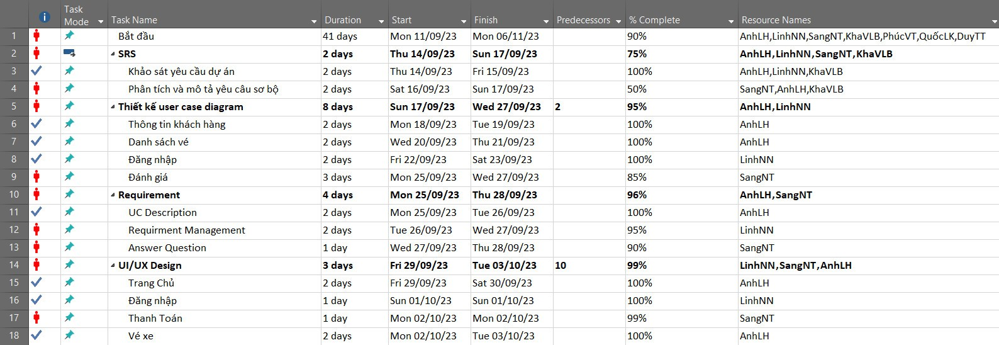 Task Mode Task Name Duration Start Finish Predecessors % Complete Resource Names
1 Bắt đầu 41 days Mon 11/09/23 Mon 06/11/23 90% AnhLH,LinhNN,SangNT,KhaVLB,PhúcVT,QuốcLK,DuyTT
2 SRS 2 days Thu 14/09/23 Sun 17/09/23 75% AnhLH,LinhNN,SangNT,KhaVLB
3 Khảo sát yêu cầu dự án 2 days Thu 14/09/23 Fri 15/09/23 100% AnhLH,LinhNN,KhaVLB
4 Phân tích và mô tả yêu câu sơ bộ 2 days Sat 16/09/23 Sun 17/09/23 50% SangNT,AnhLH,KhaVLB
5 Thiết kế user case diagram 8 days Sun 17/09/23 Wed 27/09/23 2 95% AnhLH,LinhNN
6 Thông tin khách hàng 2 days Mon 18/09/23 Tue 19/09/23 100% AnhLH
7 Danh sách vé 2 days Wed 20/09/23 Thu 21/09/23 100% AnhLH
8 Đăng nhập 2 days Fri 22/09/23 Sat 23/09/23 100% LinhNN
9 Đánh giá 3 days Mon 25/09/23 Wed 27/09/23 85% SangNT
10 Requirement 4 days Mon 25/09/23 Thu 28/09/23 96% AnhLH,SangNT
11 UC Description 2 days Mon 25/09/23 Tue 26/09/23 100% AnhLH
12 Requirment Management 2 days Tue 26/09/23 Wed 27/09/23 95% LinhNN
13 Answer Question 1 day Wed 27/09/23 Thu 28/09/23 90% SangNT
14 UI/UX Design 3 days Fri 29/09/23 Tue 03/10/23 10 99% LinhNN,SangNT,AnhLH
15 Trang Chủ 2 days Fri 29/09/23 Sat 30/09/23 100% AnhLH
16 Đăng nhập 1 day Sun 01/10/23 Sun 01/10/23 100% LinhNN
17 Thanh Toán 1 day Mon 02/10/23 Mon 02/10/23 99% SangNT
18 Vé xe 2 days Mon 02/10/23 Tue 03/10/23 100% AnhLH